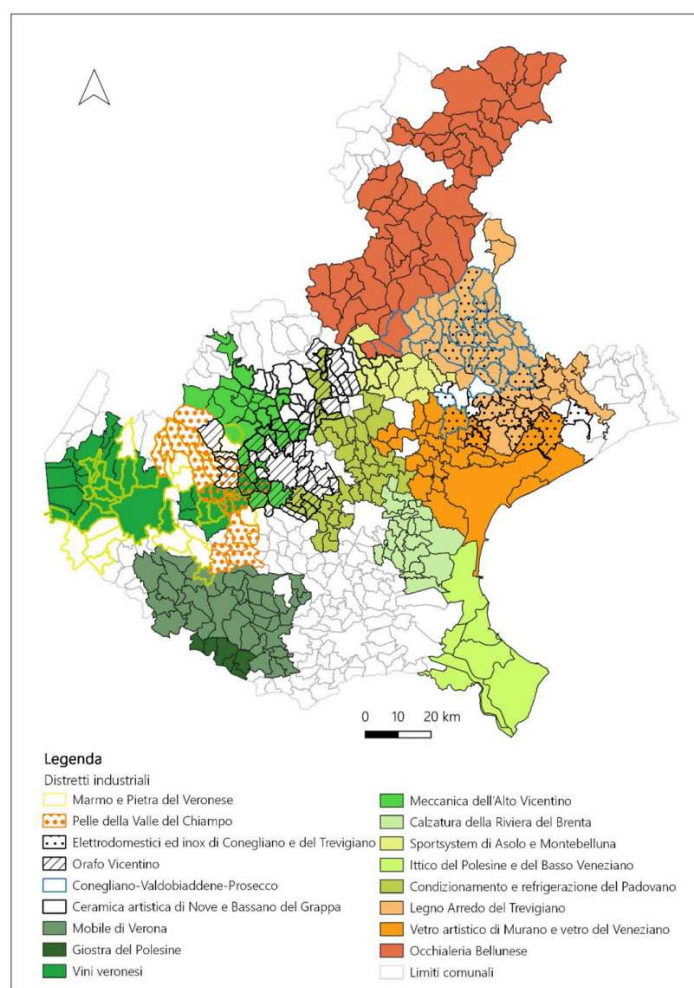 0 10 20 km
Legenda
Distretti industriali
Marmo e Pietra del Veronese
Pelle della Valle del Chiampo
Elettrodomestici ed inox di Conegliano e del Trevigiano
Orafo Vicentino
Conegliano-Valdobiaddene-Prosecco
Ceramica artistica di Nove e Bassano del Grappa
Mobile di Verona
Giostra del Polesine
Vini veronesi
Meccanica dell'Alto Vicentino
Calzatura della Riviera del Brenta
Sportsystem di Asolo e Montebelluna
Ittico del Polesine e del Basso Veneziano
Condizionamento e refrigerazione del Padovano
Legno Arredo del Trevigiano
Vetro artistico di Murano e vetro del Veneziano
Occhialeria Bellunese
Limiti comunali